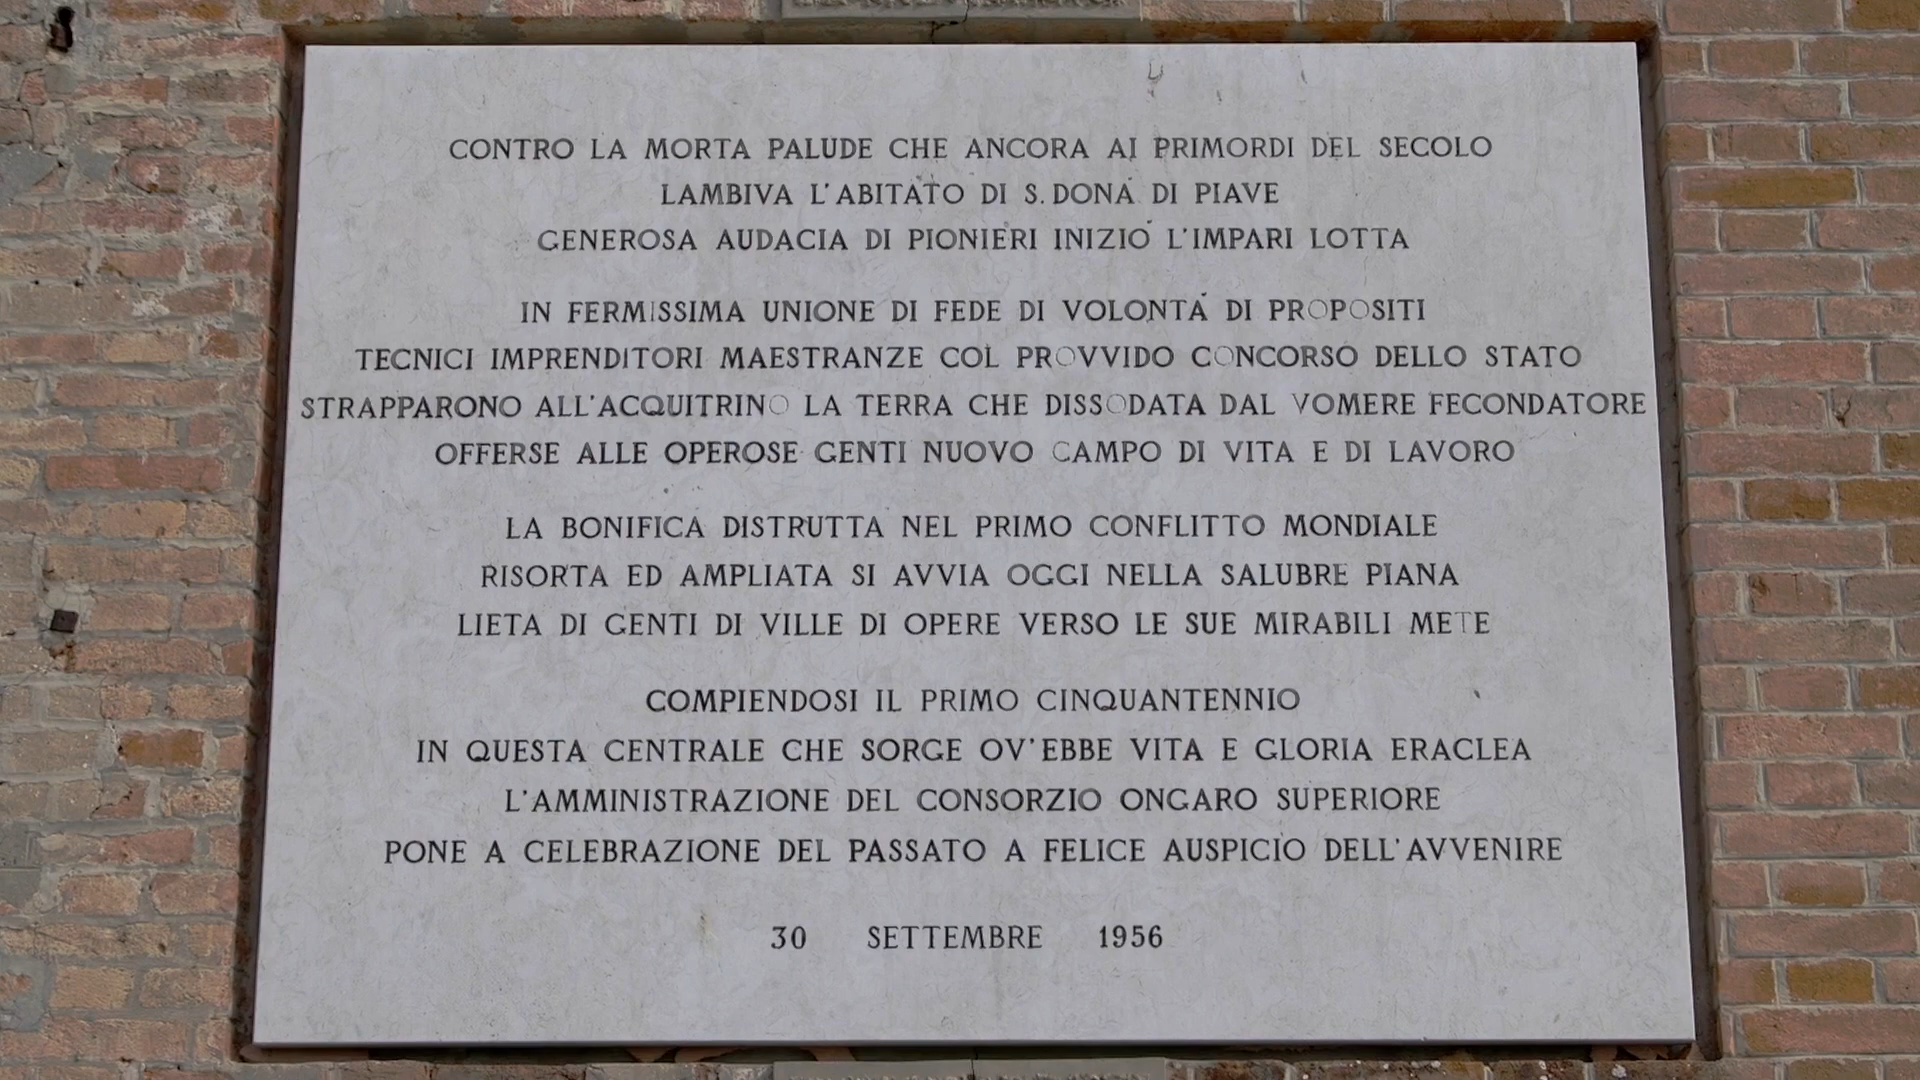 CONTRO LA MORTA PALUDE CHE ANCORA AI PRIMORDI DEL SECOLO
LAMBIVA L'ABITATO DI S. DONÀ DI PIAVE
GENEROSA AUDACIA DI PIONIERI INIZIÒ L'IMPARI LOTTA
IN FERMISSIMA UNIONE DI FEDE DI VOLONTÀ DI PROPOSITI
TECNICI IMPRENDITORI MAESTRANZE COL PROVVIDO CONCORSO DELLO STATO
STRAPPARONO ALL'ACQUITRINO LA TERRA CHE DISSODATA DAL VOMERE FECONDATORE
OFFERSE ALLE OPEROSE GENTI NUOVO CAMPO DI VITA E DI LAVORO
LA BONIFICA DISTRUTTA NEL PRIMO CONFLITTO MONDIALE
RISORTA ED AMPLIATA SI AVVIA OGGI NELLA SALUBRE PIANA
LIETA DI GENTI DI VILLE DI OPERE VERSO LE SUE MIRABILI METE
COMPIENDOSI IL PRIMO CINQUANTENNIO
IN QUESTA CENTRALE CHE SORGE OV'EBBE VITA E GLORIA ERACLEA
L'AMMINISTRAZIONE DEL CONSORZIO ONGARO SUPERIORE
PONE A CELEBRAZIONE DEL PASSATO A FELICE AUSPICIO DELL'AVVENIRE
30 SETTEMBRE 1956